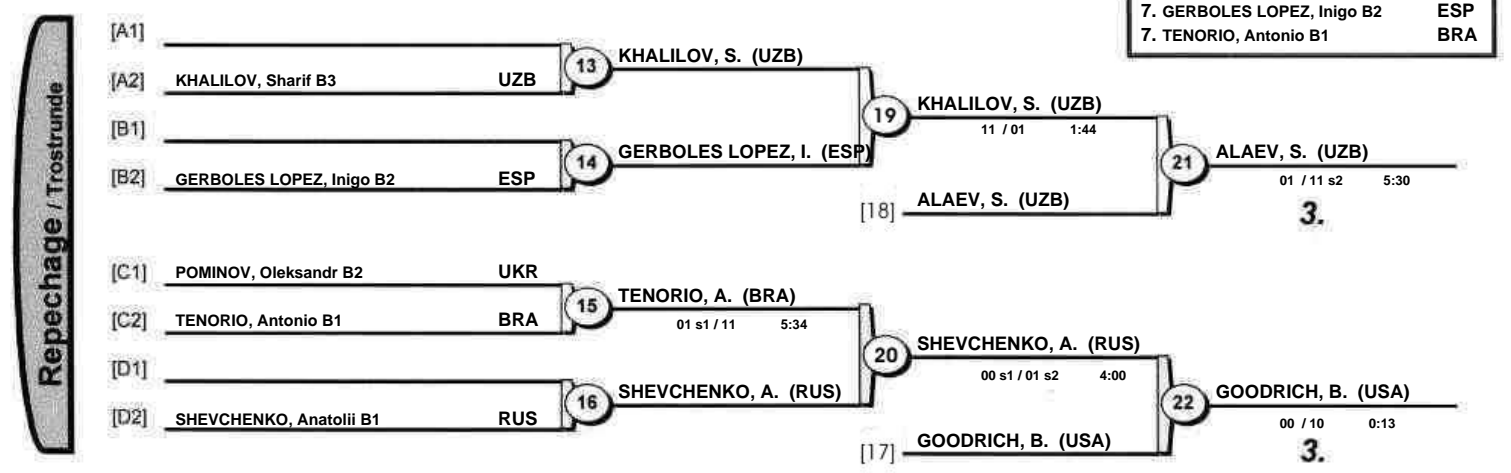 Repechage / Trostrunde
7. GERBOLES LOPEZ, Inigo B2 ESP
7. TENORIO, Antonio B1 BRA
[A1]
[A2] KHALILOV, Sharif B3 UZB
13 KHALILOV, S. (UZB)
[B1]
[B2] GERBOLES LOPEZ, Inigo B2 ESP
14 GERBOLES LOPEZ, I. (ESP)
19 KHALILOV, S. (UZB)
11 / 01 1:44
[18] ALAEV, S. (UZB)
21 ALAEV, S. (UZB)
01 / 11 s2 5:30
3.
[C1] POMINOV, Oleksandr B2 UKR
[C2] TENORIO, Antonio B1 BRA
15 TENORIO, A. (BRA)
01 s1 / 11 5:34
[D1]
[D2] SHEVCHENKO, Anatolii B1 RUS
16 SHEVCHENKO, A. (RUS)
20 SHEVCHENKO, A. (RUS)
00 s1 / 01 s2 4:00
[17] GOODRICH, B. (USA)
22 GOODRICH, B. (USA)
00 / 10 0:13
3.